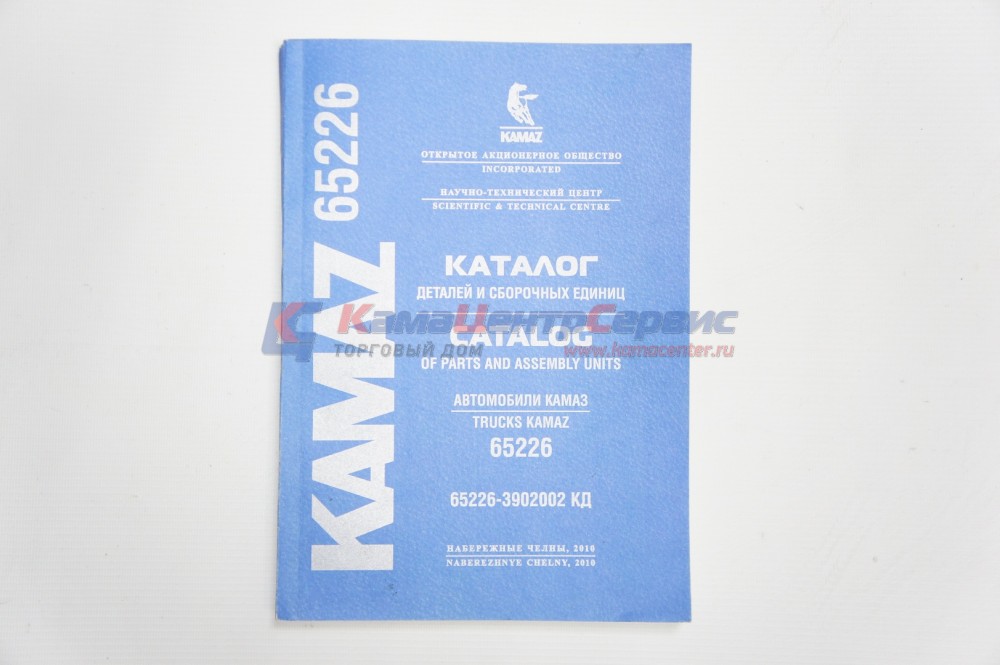 KAMAZ 65226
KAMAZ
ОТКРЫТОЕ АКЦИОНЕРНОЕ ОБЩЕСТВО
INCORPORATED
НАУЧНО-ТЕХНИЧЕСКИЙ ЦЕНТР
SCIENTIFIC & TECHNICAL CENTRE
КАТАЛОГ
ДЕТАЛЕЙ И СБОРОЧНЫХ ЕДИНИЦ
КамаЦентрСервис
CATALOG
ТОРГОВЫЙ ДОМ
www.kamacenter.ru
OF PARTS AND ASSEMBLY UNITS
АВТОМОБИЛИ КАМАЗ
TRUCKS KAMAZ
65226
65226-3902002 КД
НАБЕРЕЖНЫЕ ЧЕЛНЫ, 2010
NABEREZHNYE CHELNY, 2010